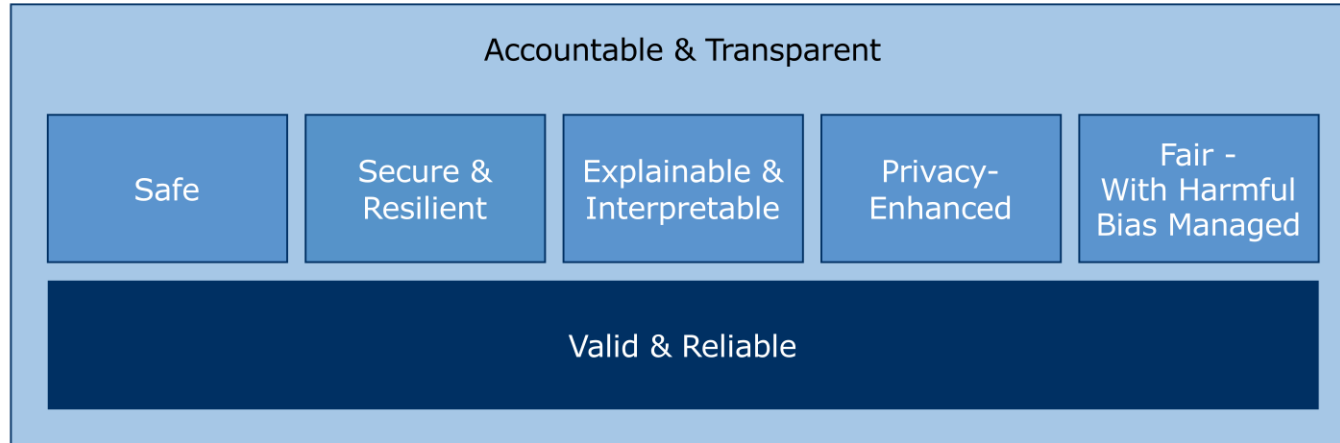 Accountable & Transparent
Safe
Secure &
Resilient
Explainable &
Interpretable
Privacy-
Enhanced
Fair -
With Harmful
Bias Managed
Valid & Reliable